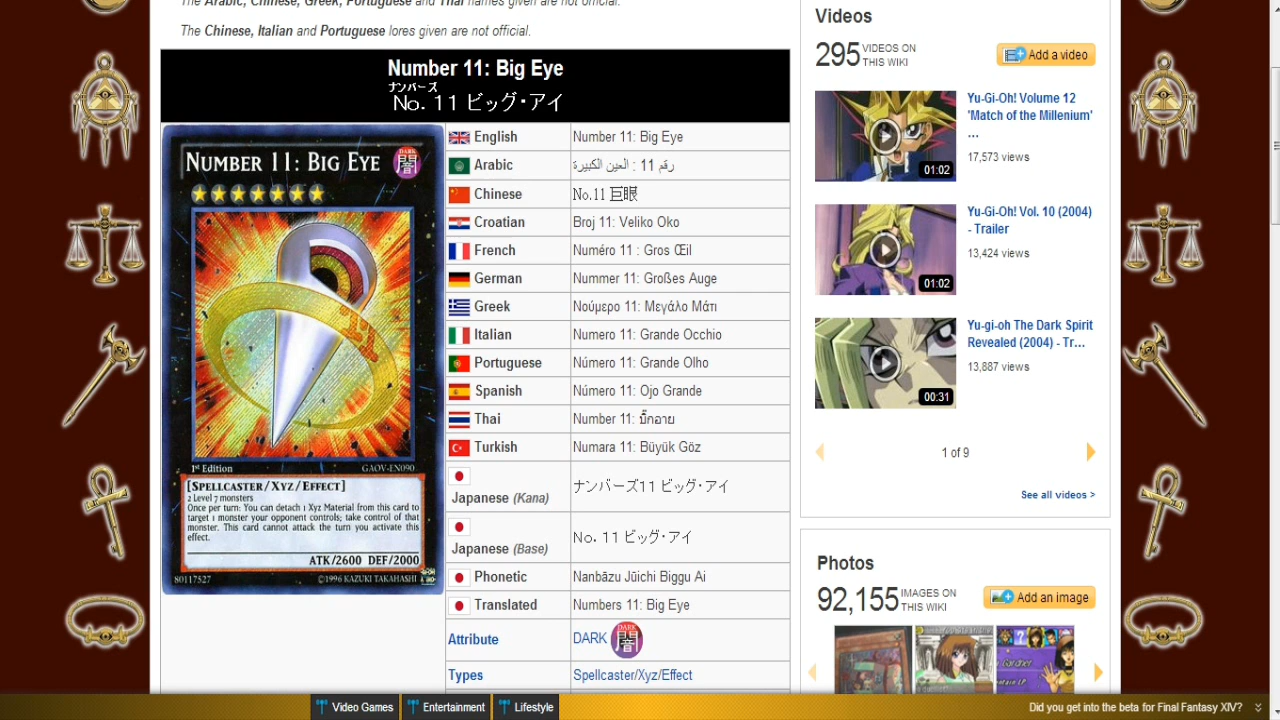 The Arabic, Chinese, Greek, Portuguese and Thai names given are not official.
The Chinese, Italian and Portuguese lores given are not official.
Number 11: Big Eye
ナンバーズ
No. 11 ビッグ・アイ
NUMBER 11: BIG EYE
DARK
闇
1st Edition
GAOV-EN090
[SPELLCASTER/XYZ/EFFECT]
2 Level 7 monsters
Once per turn: You can detach 1 Xyz Material from this card to
target 1 monster your opponent controls; take control of that
monster. This card cannot attack the turn you activate this
effect.
ATK/2600 DEF/2000
80117527
©1996 KAZUKI TAKAHASHI
English Number 11: Big Eye
Arabic رقم 11 : العين الكبيرة
Chinese No.11 巨眼
Croatian Broj 11: Veliko Oko
French Numéro 11 : Gros Œil
German Nummer 11: Großes Auge
Greek Νούμερο 11: Μεγάλο Μάτι
Italian Numero 11: Grande Occhio
Portuguese Número 11: Grande Olho
Spanish Número 11: Ojo Grande
Thai Number 11:
Turkish Numara 11: Büyük Göz
Japanese (Kana) ナンバーズ11 ビッグ・アイ
Japanese (Base) No. 11 ビッグ・アイ
Phonetic Nanbāzu Jūichi Biggu Ai
Translated Numbers 11: Big Eye
Attribute DARK
DARK
闇
Types Spellcaster/Xyz/Effect
Videos
295 VIDEOS ON
THIS WIKI
Add a video
01:02
Yu-Gi-Oh! Volume 12
'Match of the Millenium'
...
17,573 views
01:02
Yu-Gi-Oh! Vol. 10 (2004)
- Trailer
13,424 views
00:31
Yu-gi-oh The Dark Spirit
Revealed (2004) - Tr...
13,887 views
1 of 9
See all videos >
Photos
92,155 IMAGES ON
THIS WIKI
Add an image
Video Games
Entertainment
Lifestyle
Did you get into the beta for Final Fantasy XIV?